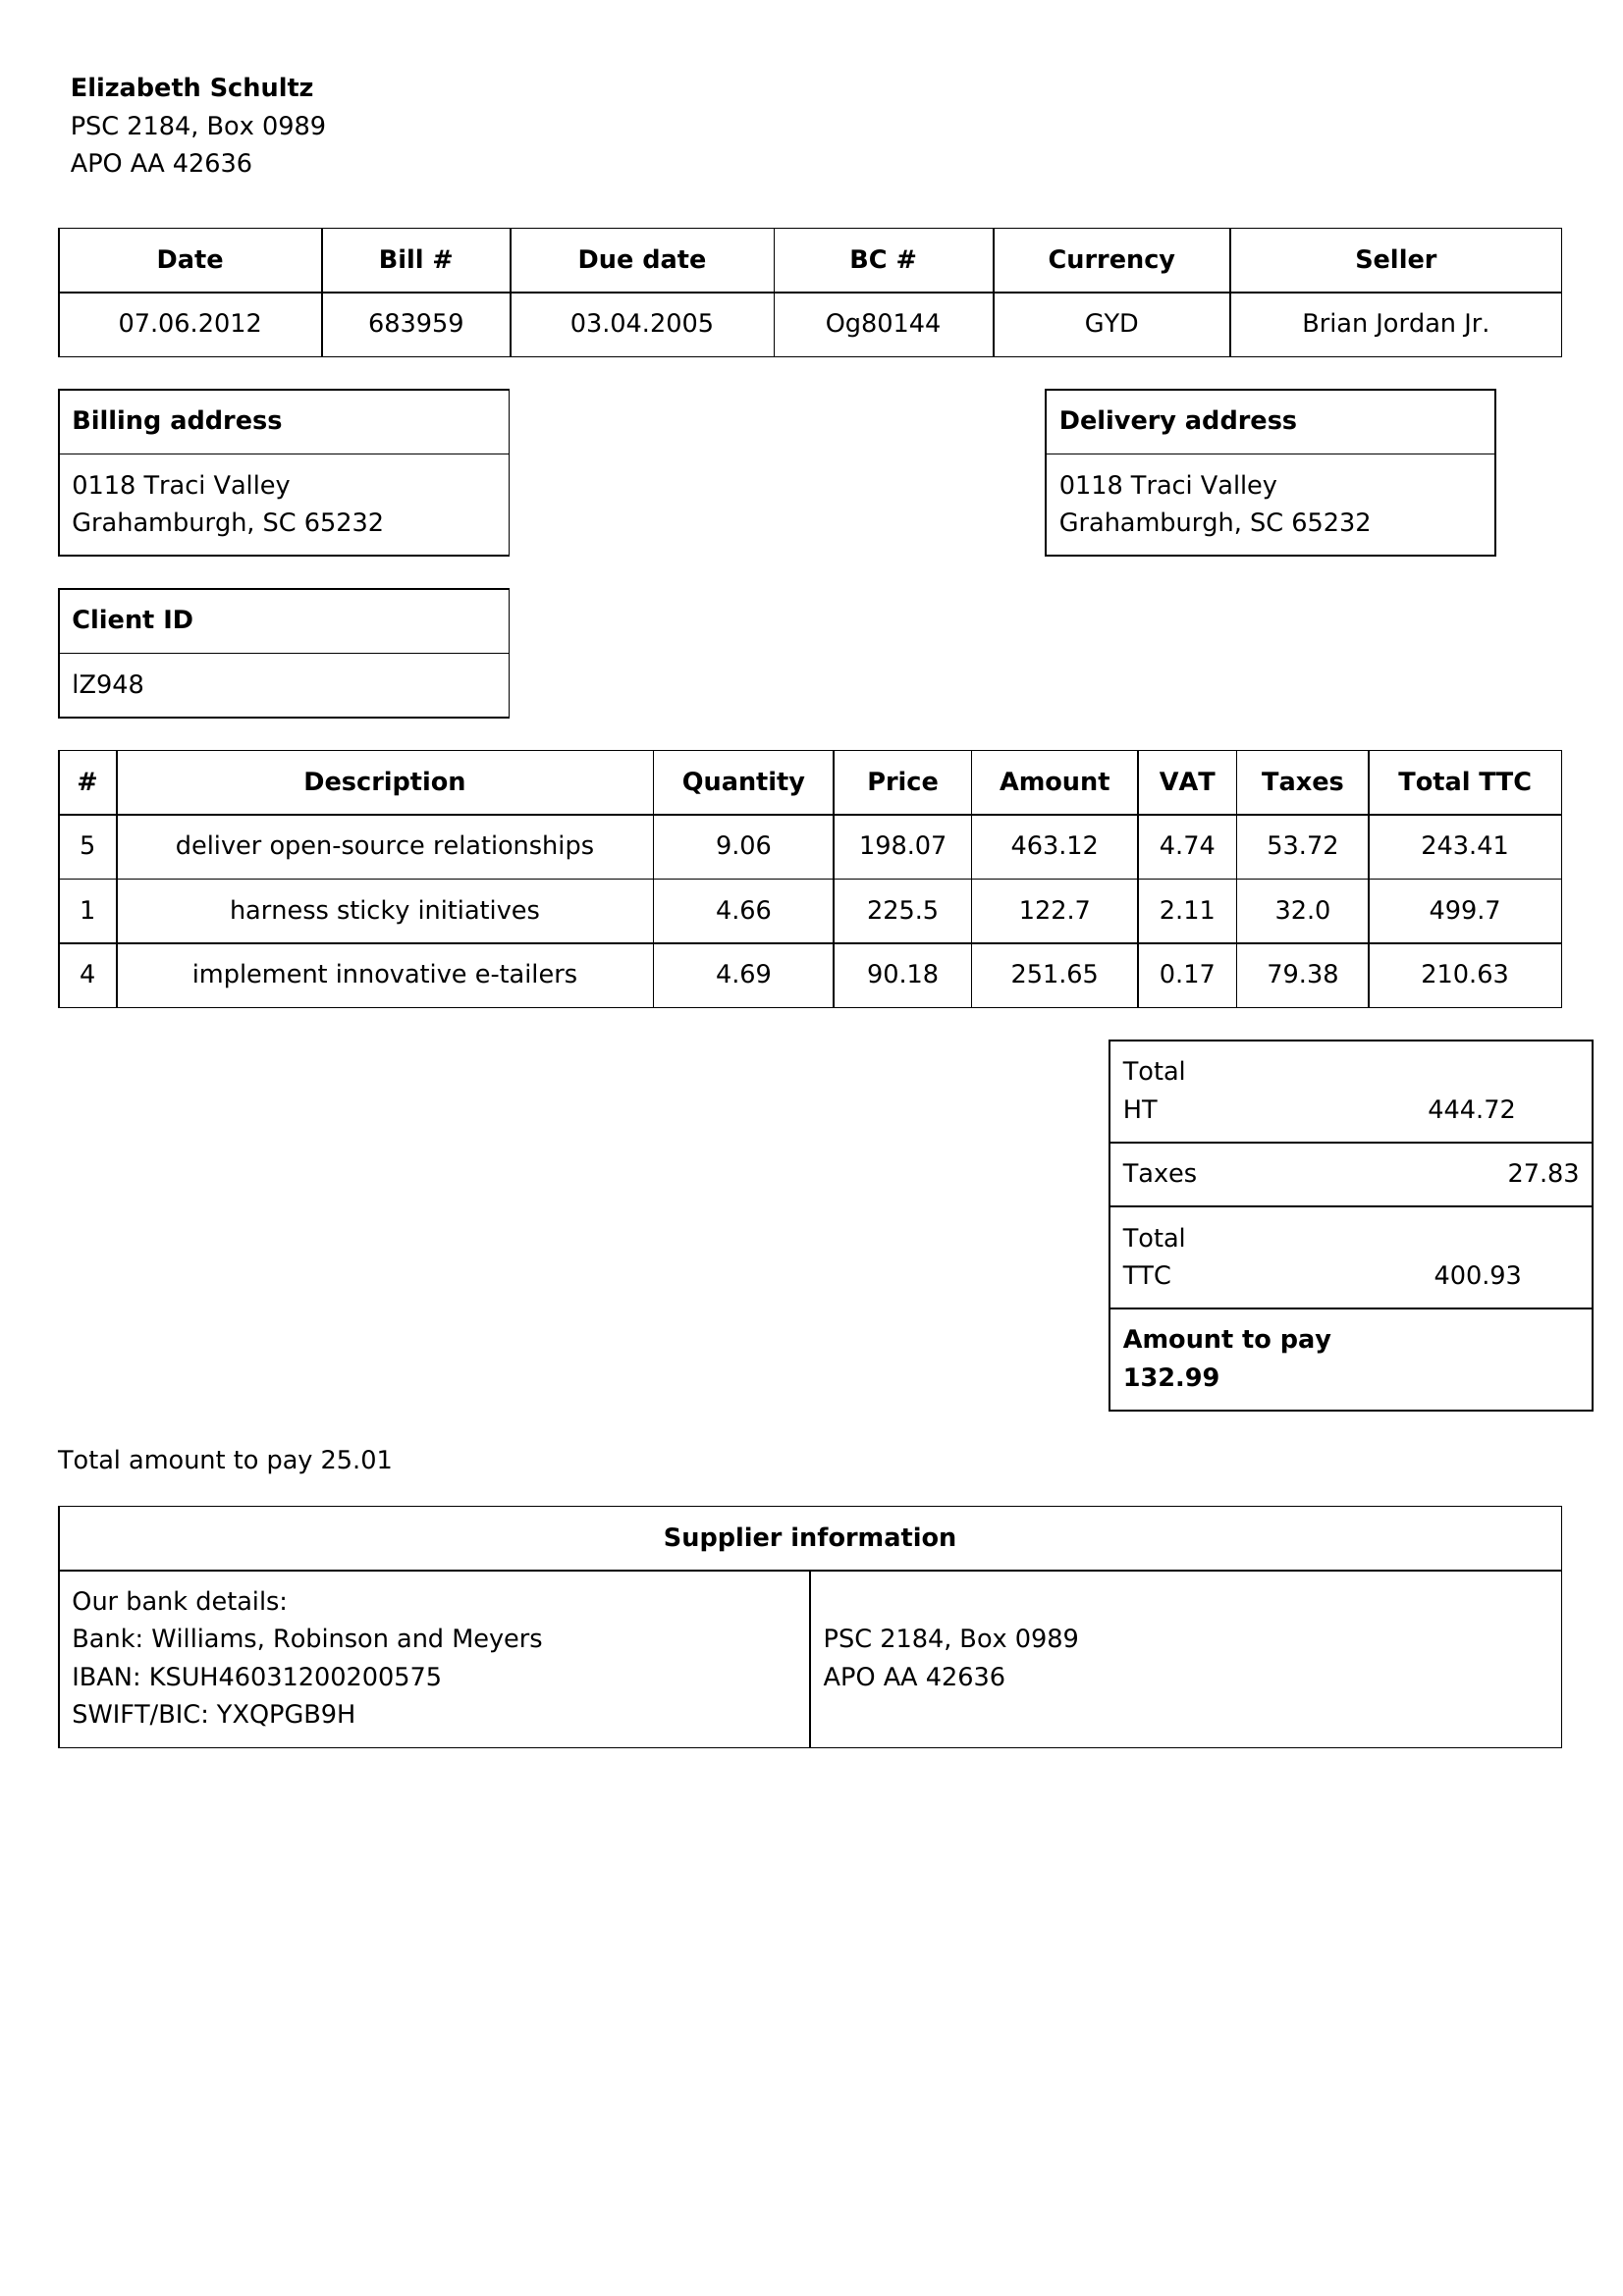 Elizabeth Schultz
PSC 2184, Box 0989
APO AA 42636
Date Bill # Due date BC # Currency Seller
07.06.2012 683959 03.04.2005 Og80144 GYD Brian Jordan Jr.
Billing address Delivery address
0118 Traci Valley 0118 Traci Valley
Grahamburgh, SC 65232 Grahamburgh, SC 65232
Client ID
lZ948
# Description Quantity Price Amount VAT Taxes Total TTC
5 deliver open-source relationships 9.06 198.07 463.12 4.74 53.72 243.41
1 harness sticky initiatives 4.66 225.5 122.7 2.11 32.0 499.7
4 implement innovative e-tailers 4.69 90.18 251.65 0.17 79.38 210.63
Total
HT 444.72
Taxes 27.83
Total
TTC 400.93
Amount to pay
132.99
Total amount to pay 25.01
Supplier information
Our bank details:
Bank: Williams, Robinson and Meyers PSC 2184, Box 0989
IBAN: KSUH46031200200575 APO AA 42636
SWIFT/BIC: YXQPGB9H